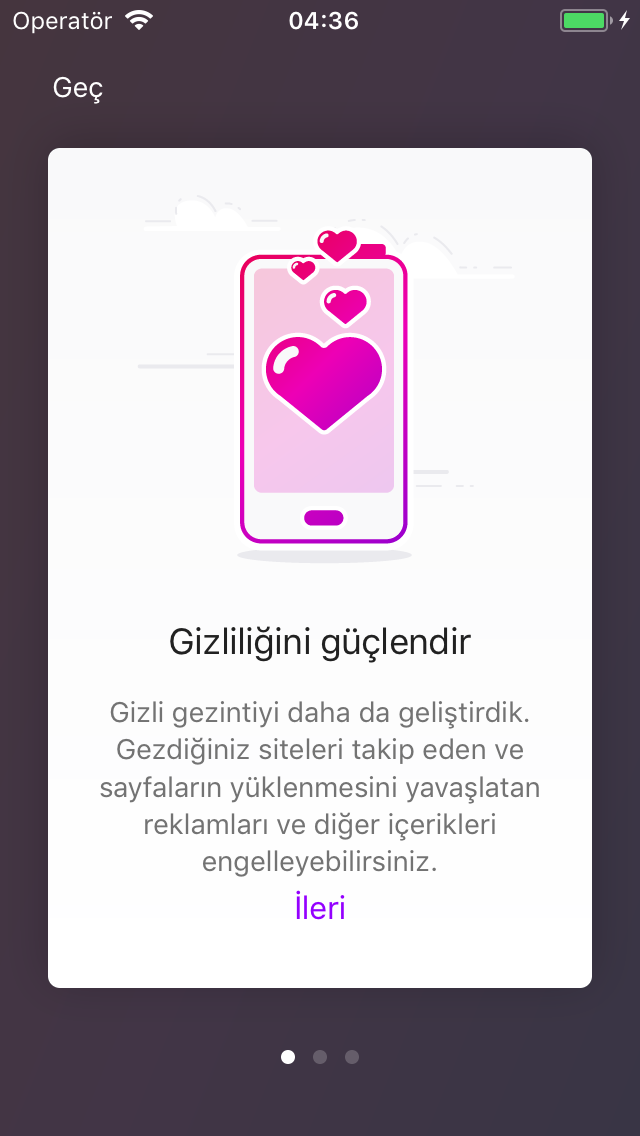 Operatör 04:36
Geç
Gizliliğini güçlendir
Gizli gezintiyi daha da geliştirdik.
Gezdiğiniz siteleri takip eden ve
sayfaların yüklenmesini yavaşlatan
reklamları ve diğer içerikleri
engelleyebilirsiniz.
İleri